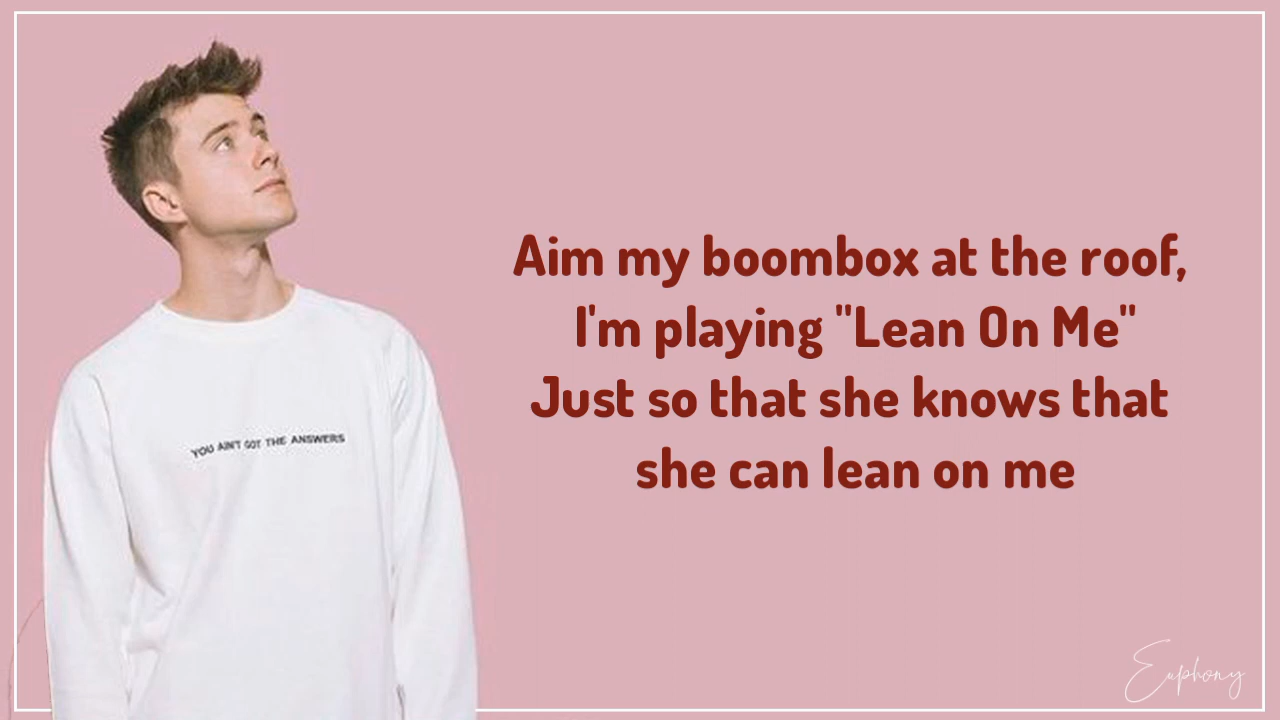 YOU AIN'T GOT THE ANSWERS
Aim my boombox at the roof,
I'm playing "Lean On Me"
Just so that she knows that
she can lean on me
Euphony